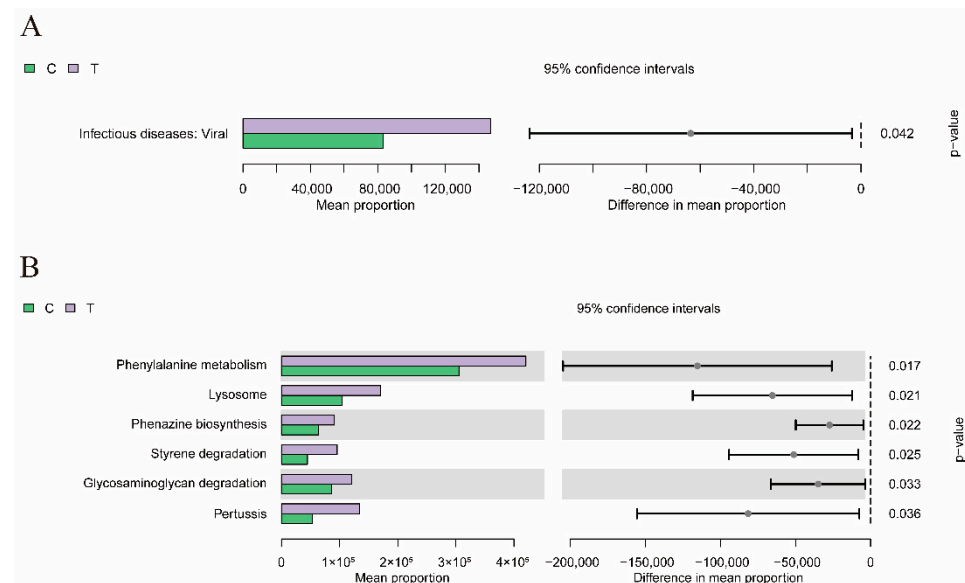 A
C T
95% confidence intervals
Infectious diseases: Viral
0.042
p−value
0 40,000 80,000 120,000
−120,000 −80,000 −40,000 0
Mean proportion
Difference in mean proportion
B
C T
95% confidence intervals
Phenylalanine metabolism
0.017
Lysosome
0.021
Phenazine biosynthesis
0.022
Styrene degradation
0.025
Glycosaminoglycan degradation
0.033
Pertussis
0.036
p−value
0 1×10⁵ 2×10⁵ 3×10⁵ 4×10⁵
−200,000 −150,000 −100,000 −50,000 0
Mean proportion
Difference in mean proportion